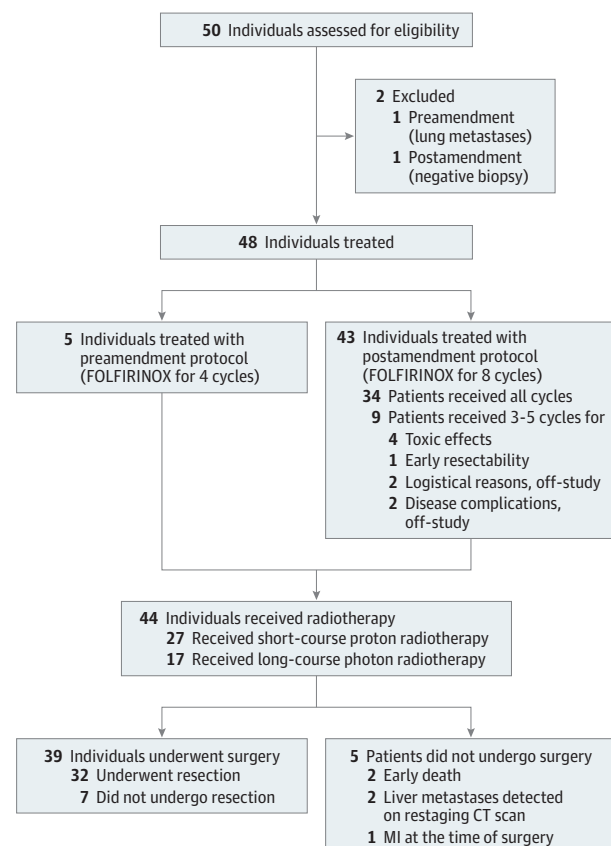 50 Individuals assessed for eligibility
2 Excluded
1 Preamendment
(lung metastases)
1 Postamendment
(negative biopsy)
48 Individuals treated
5 Individuals treated with
preamendment protocol
(FOLFIRINOX for 4 cycles)
43 Individuals treated with
postamendment protocol
(FOLFIRINOX for 8 cycles)
34 Patients received all cycles
9 Patients received 3-5 cycles for
4 Toxic effects
1 Early resectability
2 Logistical reasons, off-study
2 Disease complications,
off-study
44 Individuals received radiotherapy
27 Received short-course proton radiotherapy
17 Received long-course photon radiotherapy
39 Individuals underwent surgery
32 Underwent resection
7 Did not undergo resection
5 Patients did not undergo surgery
2 Early death
2 Liver metastases detected
on restaging CT scan
1 MI at the time of surgery